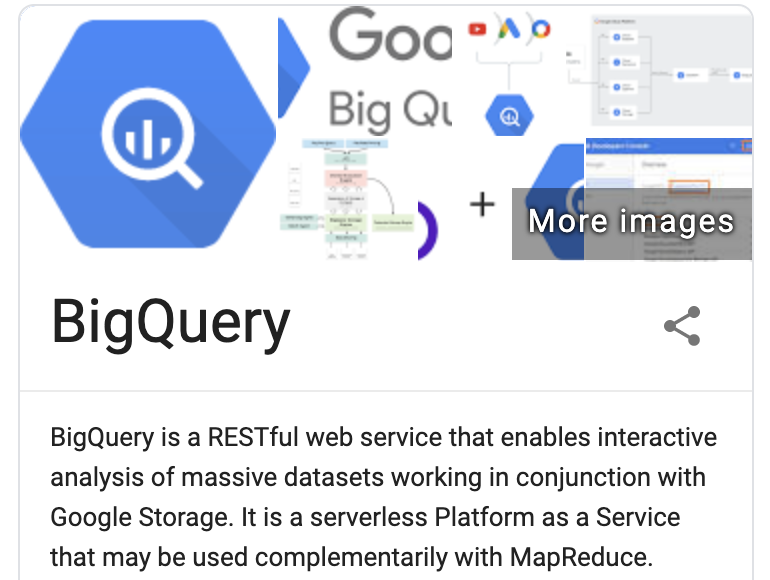 Goo
Big Qu
+
More images
BigQuery
BigQuery is a RESTful web service that enables interactive
analysis of massive datasets working in conjunction with
Google Storage. It is a serverless Platform as a Service
that may be used complementarily with MapReduce.